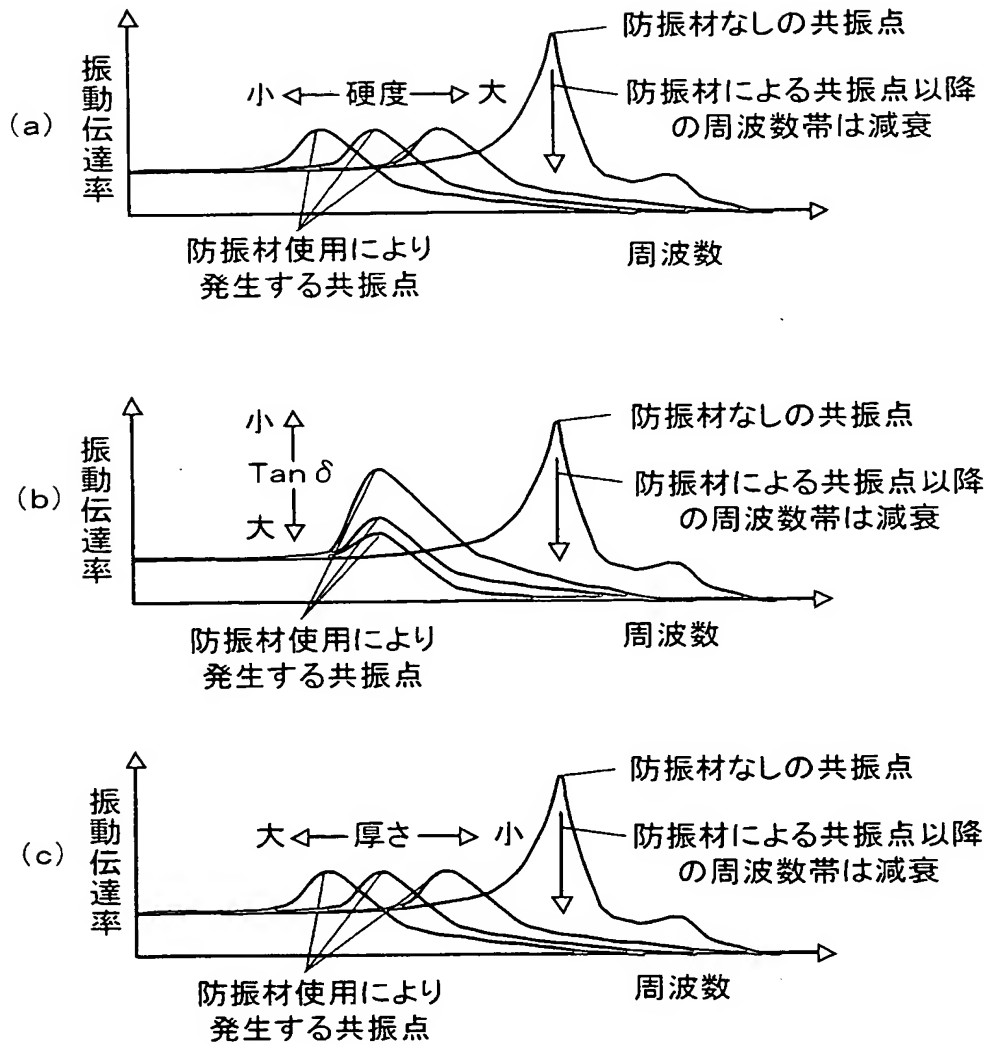 (a)
振動伝達率
小 硬度 大
防振材なしの共振点
防振材による共振点以降
の周波数帯は減衰
防振材使用により
発生する共振点
周波数
(b)
振動伝達率
小
Tan δ
大
防振材なしの共振点
防振材による共振点以降
の周波数帯は減衰
防振材使用により
発生する共振点
周波数
(c)
振動伝達率
大 厚さ 小
防振材なしの共振点
防振材による共振点以降
の周波数帯は減衰
防振材使用により
発生する共振点
周波数